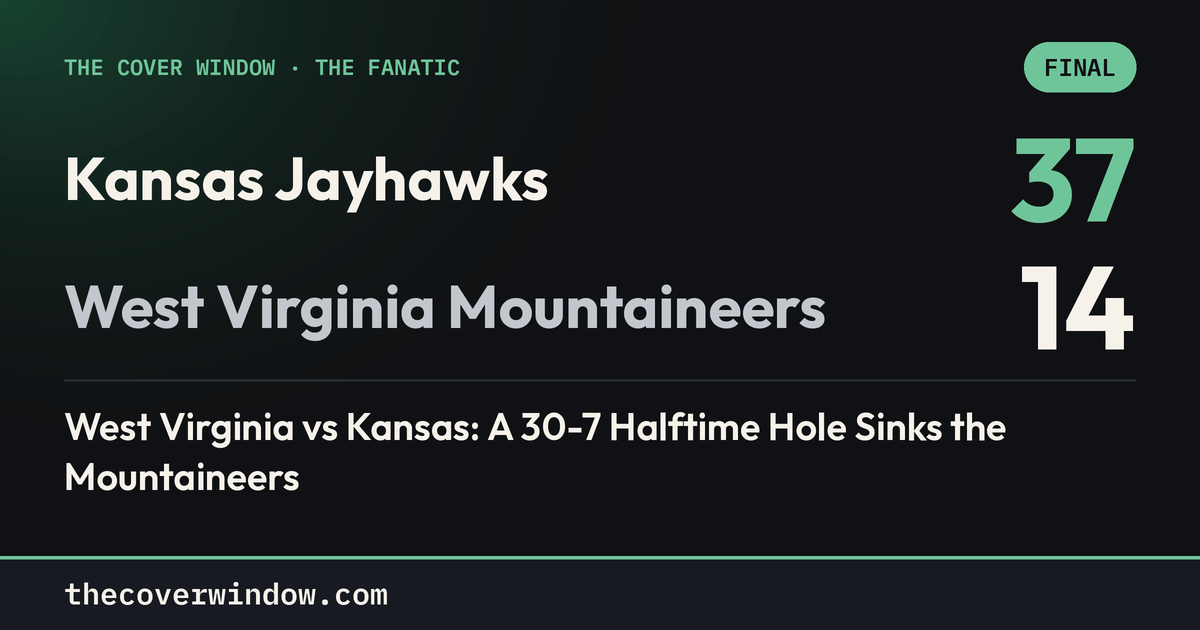 THE COVER WINDOW · THE FANATIC
FINAL
Kansas Jayhawks
37
West Virginia Mountaineers
14
West Virginia vs Kansas: A 30-7 Halftime Hole Sinks the
Mountaineers
thecoverwindow.com